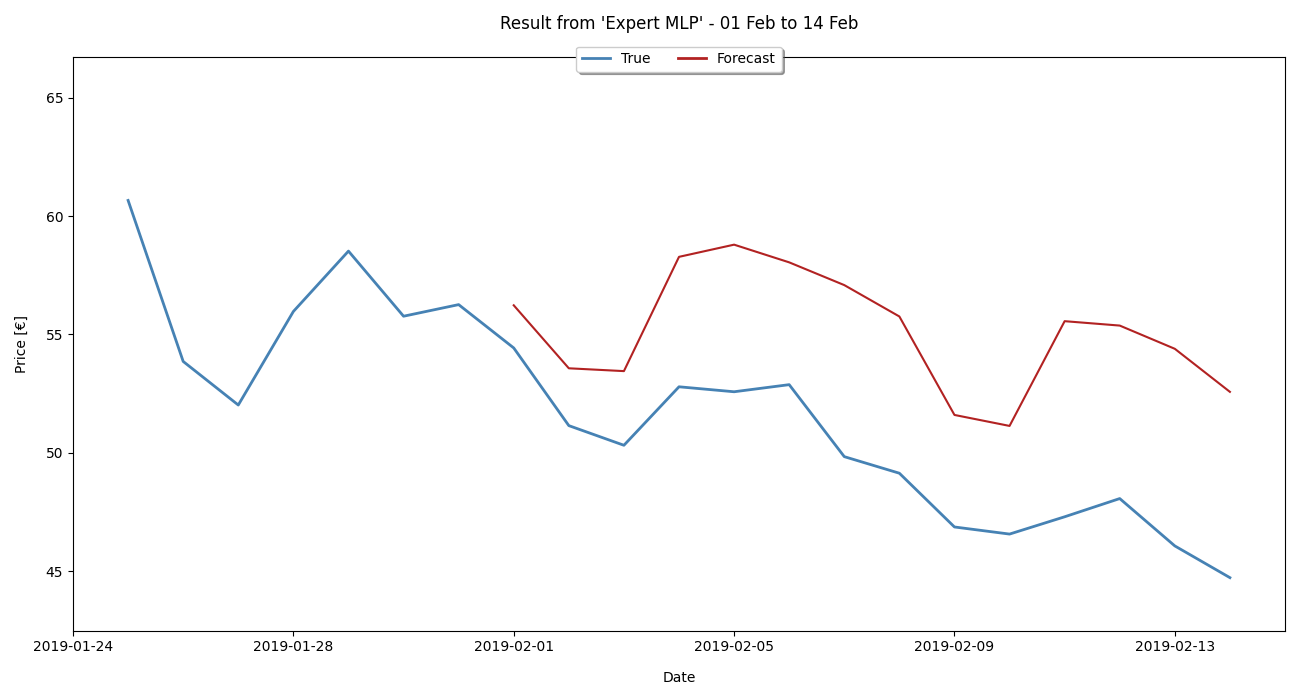 Result from 'Expert MLP' - 01 Feb to 14 Feb
True Forecast
65
60
55
50
45
Price [€]
2019-01-24 2019-01-28 2019-02-01 2019-02-05 2019-02-09 2019-02-13
Date